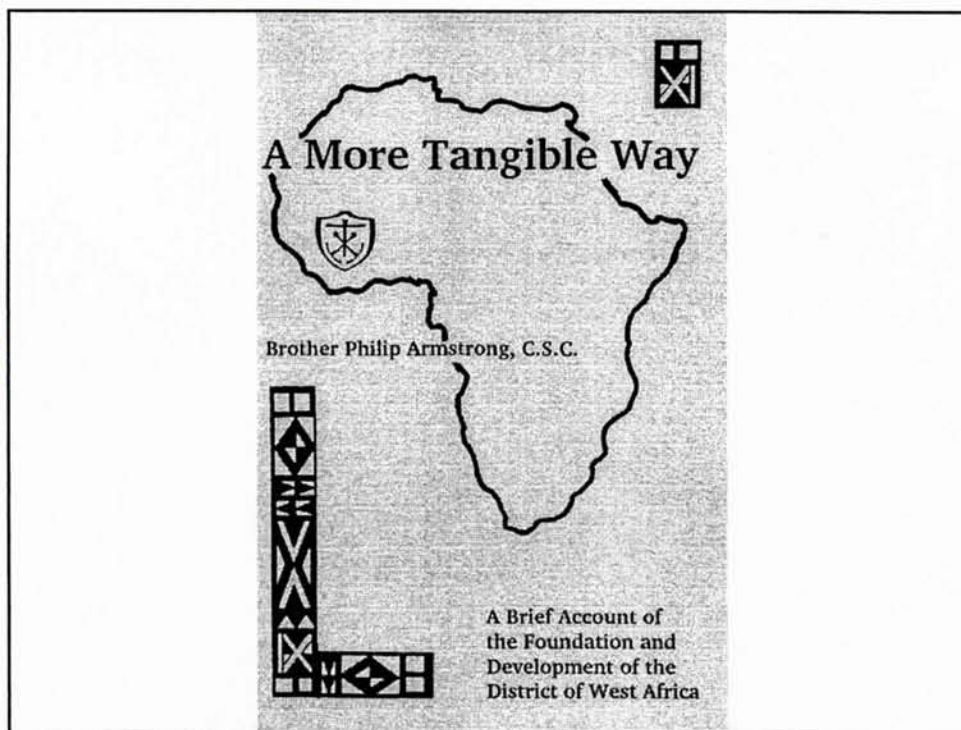 A More Tangible Way
Brother Philip Armstrong, C.S.C.
A Brief Account of
the Foundation and
Development of the
District of West Africa